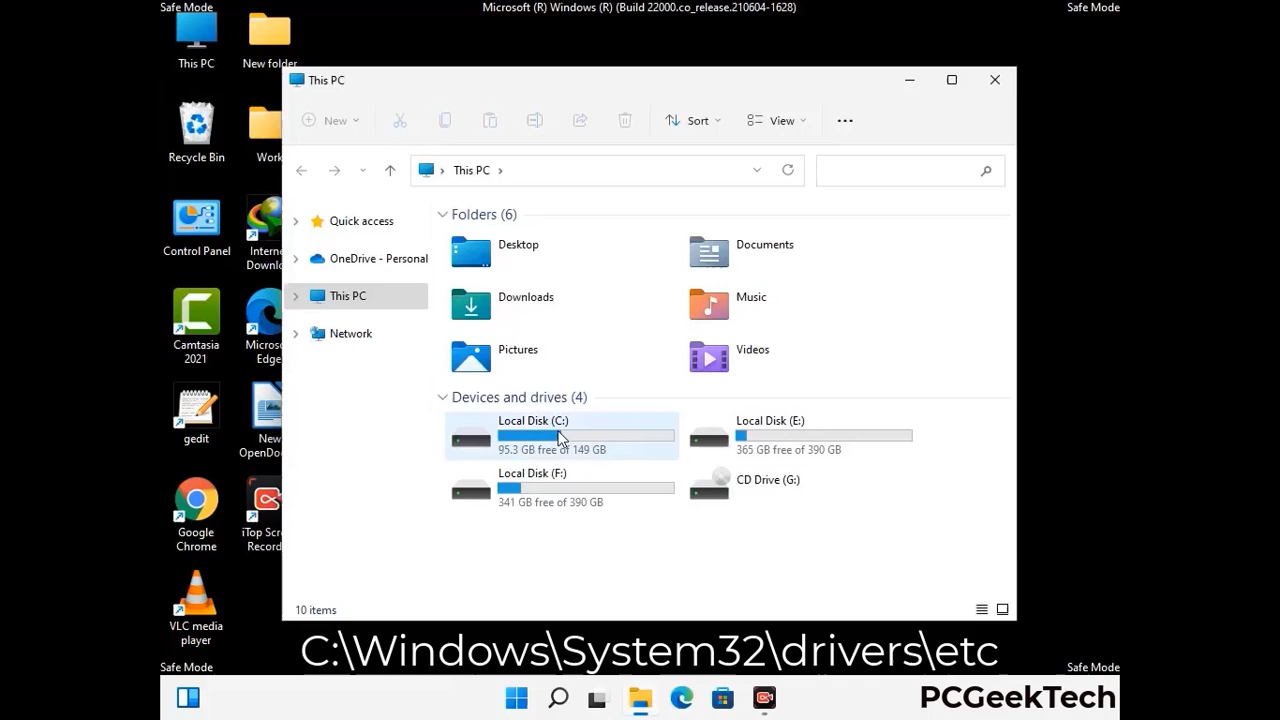 Safe Mode
Microsoft (R) Windows (R) (Build 22000.co_release.210604-1628)
Safe Mode
This PC
New folder
Recycle Bin
Work
Control Panel
Intern
Downlo
Camtasia
2021
Micros
Edge
gedit
New
OpenDo
Google
Chrome
iTop Scr
Record
VLC media
player
This PC
New
Sort
View
This PC
Quick access
OneDrive - Personal
This PC
Network
Folders (6)
Desktop
Documents
Downloads
Music
Pictures
Videos
Devices and drives (4)
Local Disk (C:)
95.3 GB free of 149 GB
Local Disk (E:)
365 GB free of 390 GB
Local Disk (F:)
341 GB free of 390 GB
CD Drive (G:)
10 items
C:\Windows\System32\drivers\etc
Safe Mode
Safe Mode
PCGeekTech